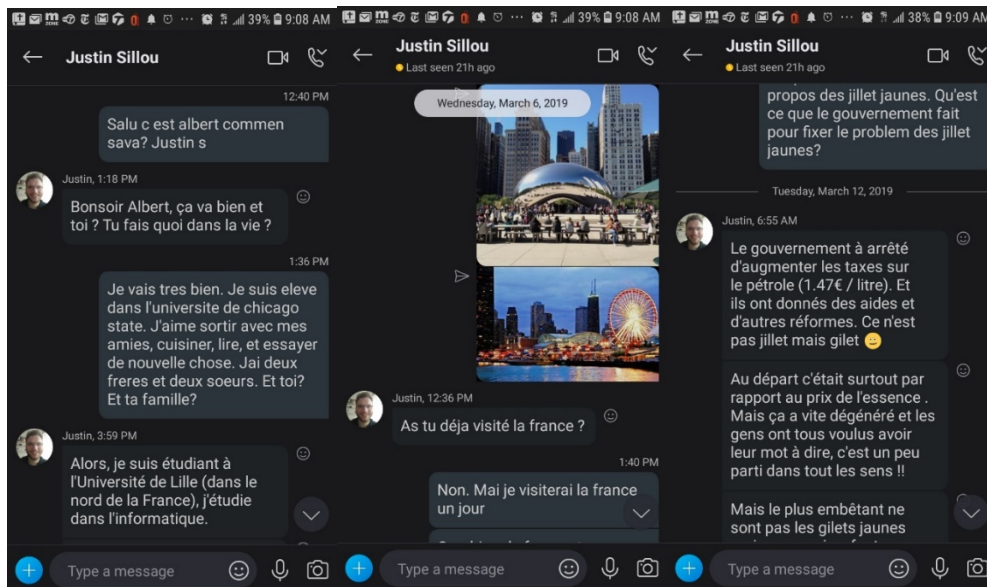 39% 9:08 AM
Justin Sillou
12:40 PM
Salu c est albert commen
sava? Justin s
Justin, 1:18 PM
Bonsoir Albert, ça va bien et
toi ? Tu fais quoi dans la vie ?
1:36 PM
Je vais tres bien. Je suis eleve
dans l'universite de chicago
state. J'aime sortir avec mes
amies, cuisiner, lire, et essayer
de nouvelle chose. Jai deux
freres et deux soeurs. Et toi?
Et ta famille?
Justin, 3:59 PM
Alors, je suis étudiant à
l'Université de Lille (dans le
nord de la France), j'étudie
dans l'informatique.
Type a message
39% 9:08 AM
Justin Sillou
Last seen 21h ago
Wednesday, March 6, 2019
Justin, 12:36 PM
As tu déja visité la france ?
1:40 PM
Non. Mai je visiterai la france
un jour
Type a message
38% 9:09 AM
Justin Sillou
Last seen 21h ago
propos des jillet jaunes. Qu'est
ce que le gouvernement fait
pour fixer le problem des jillet
jaunes?
Tuesday, March 12, 2019
Justin, 6:55 AM
Le gouvernement à arrêté
d'augmenter les taxes sur
le pétrole (1.47€ / litre). Et
ils ont donnés des aides et
d'autres réformes. Ce n'est
pas jillet mais gilet
Au départ c'était surtout par
rapport au prix de l'essence .
Mais ça a vite dégénéré et les
gens ont tous voulus avoir
leur mot à dire, c'est un peu
parti dans tout les sens !!
Mais le plus embêtant ne
sont pas les gilets jaunes
Type a message